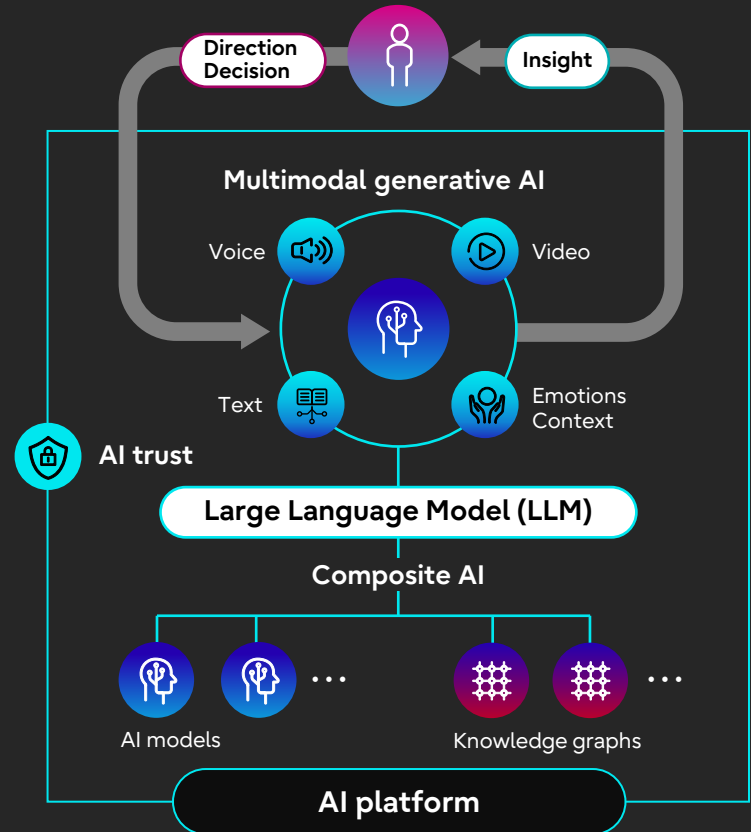 Direction
Decision
Insight
Multimodal generative AI
Voice
Video
Text
Emotions
Context
AI trust
Large Language Model (LLM)
Composite AI
...
...
AI models
Knowledge graphs
AI platform